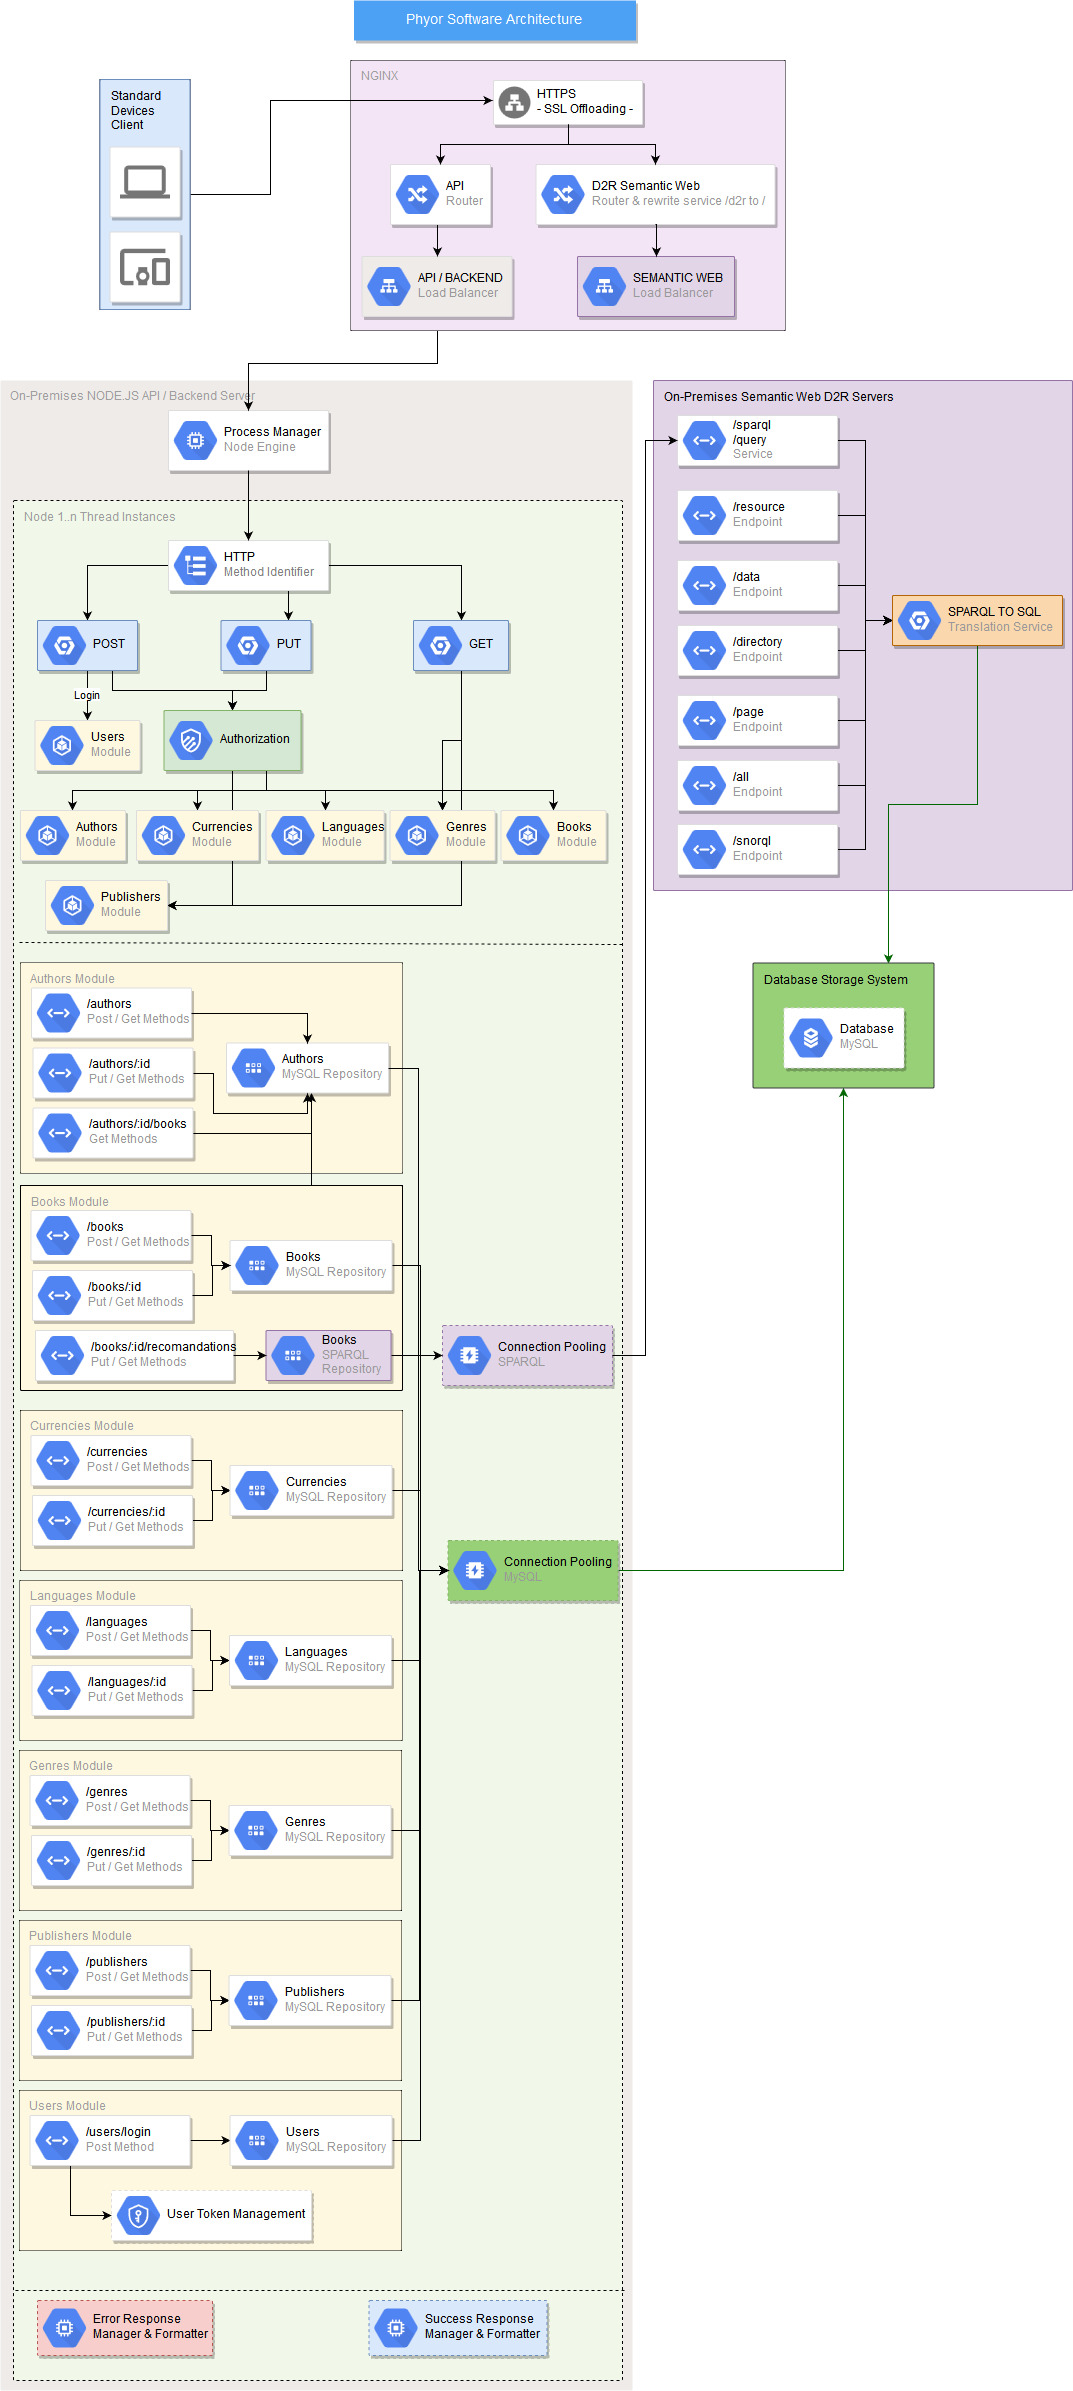 Phyor Software Architecture
NGINX
Standard
Devices
Client
HTTPS
- SSL Offloading -
API
Router
D2R Semantic Web
Router & rewrite service /d2r to /
API / BACKEND
Load Balancer
SEMANTIC WEB
Load Balancer
On-Premises NODE.JS API / Backend Server
Process Manager
Node Engine
Node 1..n Thread Instances
HTTP
Method Identifier
POST
PUT
GET
Login
Users
Module
Authorization
Authors
Module
Currencies
Module
Languages
Module
Genres
Module
Books
Module
Publishers
Module
On-Premises Semantic Web D2R Servers
/sparql
/query
Service
/resource
Endpoint
/data
Endpoint
/directory
Endpoint
/page
Endpoint
/all
Endpoint
/snorql
Endpoint
SPARQL TO SQL
Translation Service
Database Storage System
Database
MySQL
Authors Module
/authors
Post / Get Methods
/authors/:id
Put / Get Methods
/authors/:id/books
Get Methods
Authors
MySQL Repository
Books Module
/books
Post / Get Methods
/books/:id
Put / Get Methods
/books/:id/recomandations
Put / Get Methods
Books
MySQL Repository
Books
SPARQL
Repository
Connection Pooling
SPARQL
Currencies Module
/currencies
Post / Get Methods
/currencies/:id
Put / Get Methods
Currencies
MySQL Repository
Connection Pooling
MySQL
Languages Module
/languages
Post / Get Methods
/languages/:id
Put / Get Methods
Languages
MySQL Repository
Genres Module
/genres
Post / Get Methods
/genres/:id
Put / Get Methods
Genres
MySQL Repository
Publishers Module
/publishers
Post / Get Methods
/publishers/:id
Put / Get Methods
Publishers
MySQL Repository
Users Module
/users/login
Post Method
Users
MySQL Repository
User Token Management
Error Response
Manager & Formatter
Success Response
Manager & Formatter